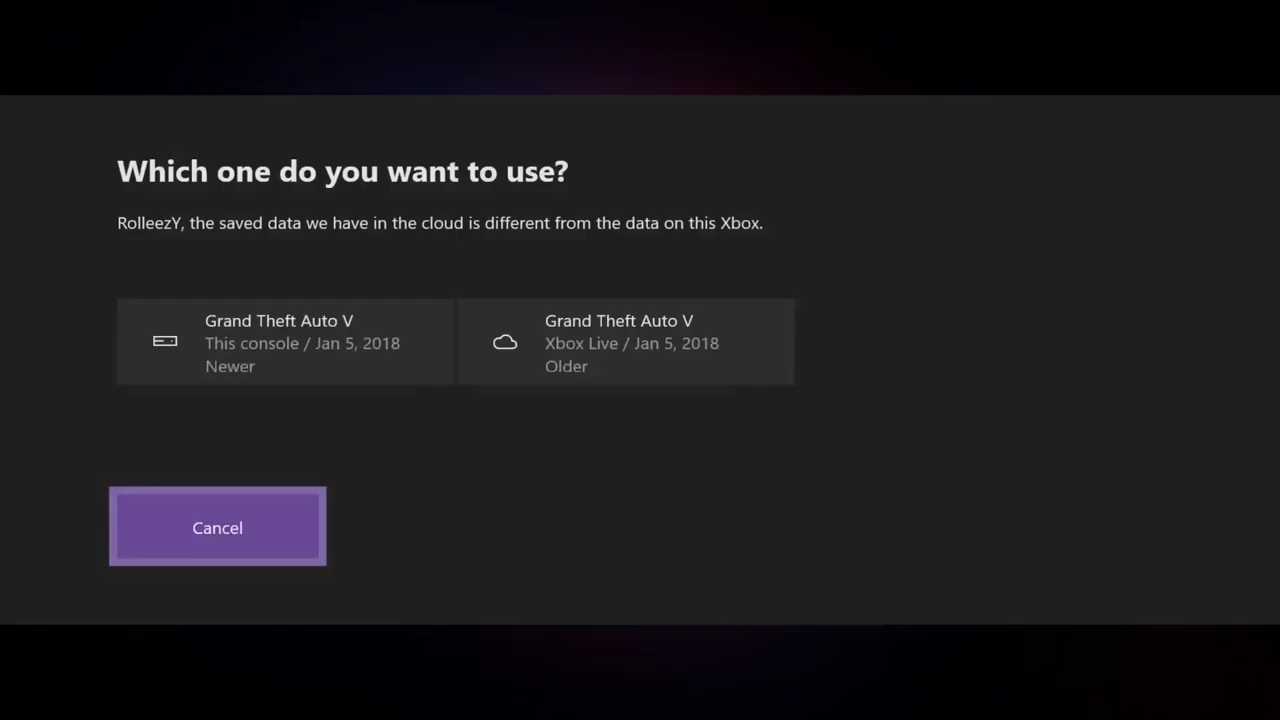 Which one do you want to use?
RolleezY, the saved data we have in the cloud is different from the data on this Xbox.
Grand Theft Auto V
This console / Jan 5, 2018
Newer
Grand Theft Auto V
Xbox Live / Jan 5, 2018
Older
Cancel